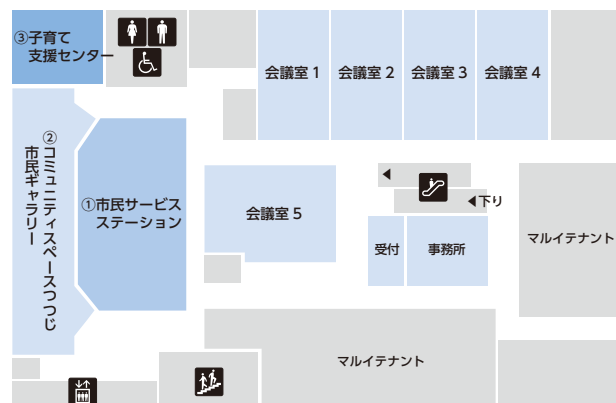 ③子育て
支援センター
会議室 1
会議室 2
会議室 3
会議室 4
②コミュニティスペースつつじ
市民ギャラリー
①市民サービス
ステーション
会議室 5
◀
◀下り
受付
事務所
マルイテナント
マルイテナント